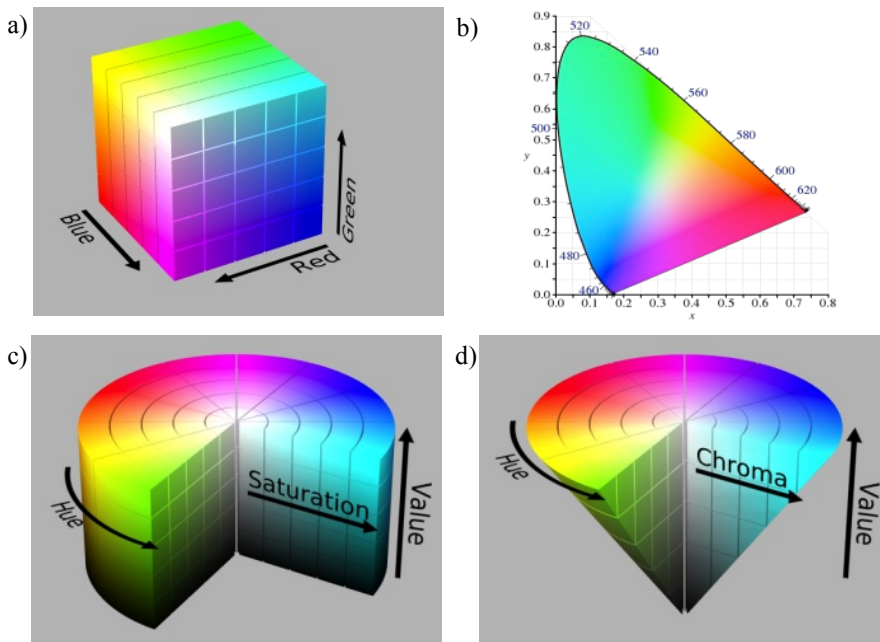 a)
Blue
Red
Green
b)
0.9
0.8
0.7
0.6
0.5
0.4
0.3
0.2
0.1
0.0
y
520
540
560
500
580
600
620
480
460
0.0 0.1 0.2 0.3 0.4 0.5 0.6 0.7 0.8
x
c)
Hue
Saturation
Value
d)
Hue
Chroma
Value